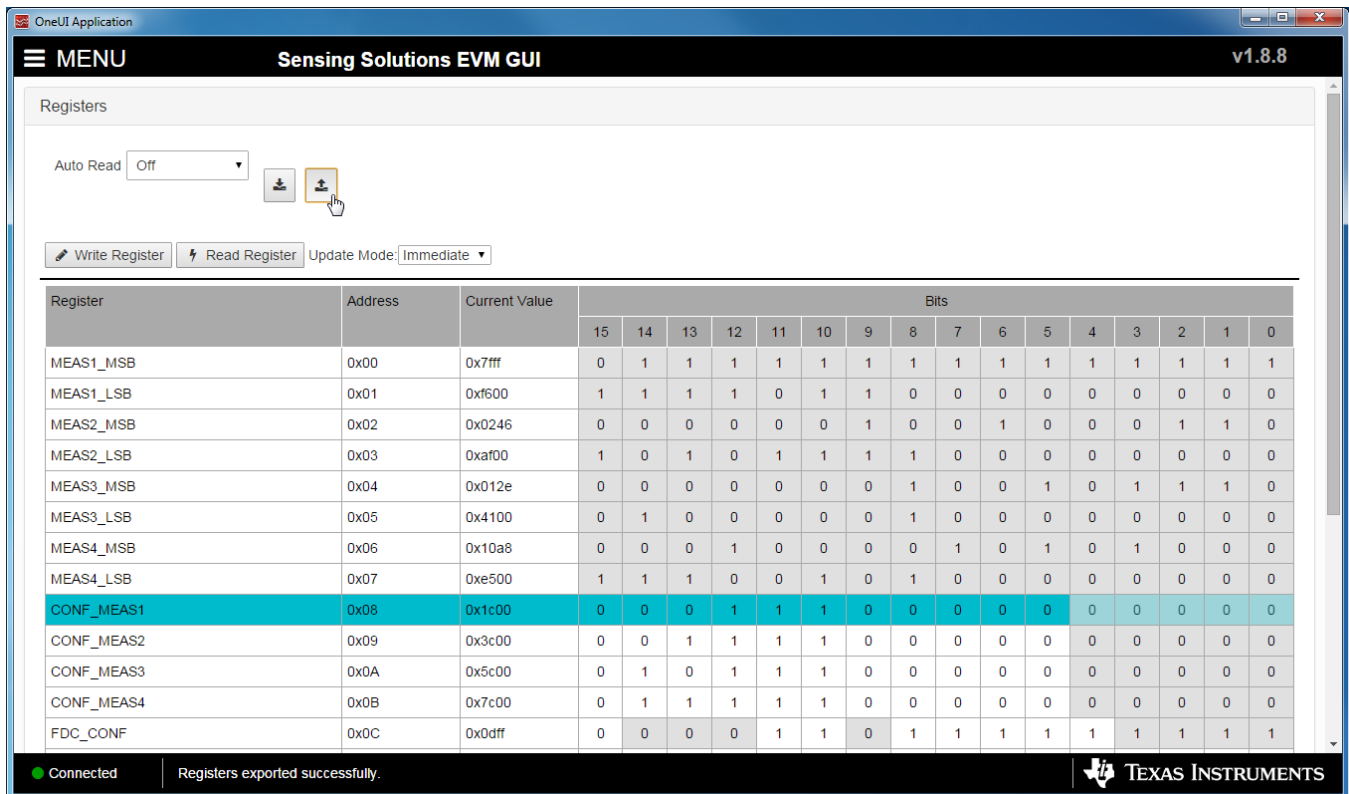 OneUI Application
MENU Sensing Solutions EVM GUI v1.8.8
Registers
Auto Read Off
Write Register Read Register Update Mode: Immediate
Register Address Current Value Bits
15 14 13 12 11 10 9 8 7 6 5 4 3 2 1 0
MEAS1_MSB 0x00 0x7fff 0 1 1 1 1 1 1 1 1 1 1 1 1 1 1 1
MEAS1_LSB 0x01 0xf600 1 1 1 1 0 1 1 0 0 0 0 0 0 0 0 0
MEAS2_MSB 0x02 0x0246 0 0 0 0 0 0 1 0 0 1 0 0 0 1 1 0
MEAS2_LSB 0x03 0xaf00 1 0 1 0 1 1 1 1 0 0 0 0 0 0 0 0
MEAS3_MSB 0x04 0x012e 0 0 0 0 0 0 0 1 0 0 1 0 1 1 1 0
MEAS3_LSB 0x05 0x4100 0 1 0 0 0 0 0 1 0 0 0 0 0 0 0 0
MEAS4_MSB 0x06 0x10a8 0 0 0 1 0 0 0 0 1 0 1 0 1 0 0 0
MEAS4_LSB 0x07 0xe500 1 1 1 0 0 1 0 1 0 0 0 0 0 0 0 0
CONF_MEAS1 0x08 0x1c00 0 0 0 1 1 1 0 0 0 0 0 0 0 0 0 0
CONF_MEAS2 0x09 0x3c00 0 0 1 1 1 1 0 0 0 0 0 0 0 0 0 0
CONF_MEAS3 0x0A 0x5c00 0 1 0 1 1 1 0 0 0 0 0 0 0 0 0 0
CONF_MEAS4 0x0B 0x7c00 0 1 1 1 1 1 0 0 0 0 0 0 0 0 0 0
FDC_CONF 0x0C 0x0dff 0 0 0 0 1 1 0 1 1 1 1 1 1 1 1 1
Connected Registers exported successfully. TEXAS INSTRUMENTS